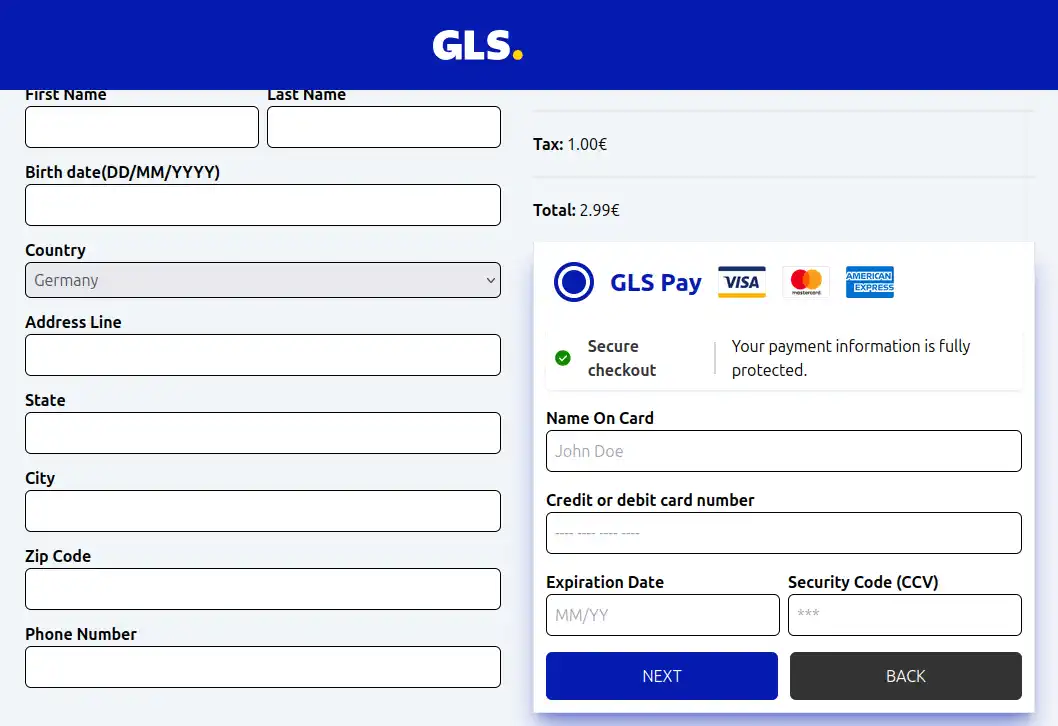 GLS.
First Name
Last Name
Birth date(DD/MM/YYYY)
Country
Germany
Address Line
State
City
Zip Code
Phone Number
Tax: 1.00€
Total: 2.99€
GLS Pay
VISA
mastercard
AMERICAN
EXPRESS
Secure
checkout
Your payment information is fully
protected.
Name On Card
John Doe
Credit or debit card number
---- ---- ---- ----
Expiration Date
Security Code (CCV)
MM/YY
***
NEXT
BACK